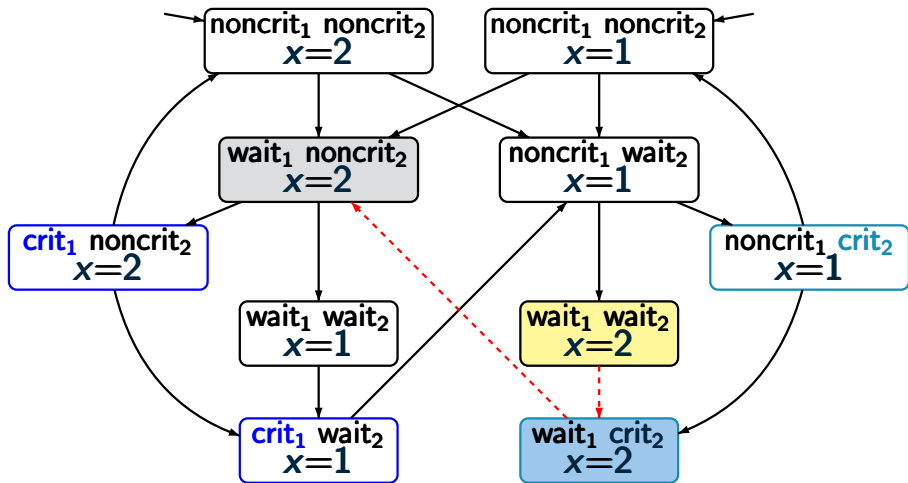 noncrit₁ noncrit₂
x=2
noncrit₁ noncrit₂
x=1
wait₁ noncrit₂
x=2
noncrit₁ wait₂
x=1
crit₁ noncrit₂
x=2
noncrit₁ crit₂
x=1
wait₁ wait₂
x=1
wait₁ wait₂
x=2
crit₁ wait₂
x=1
wait₁ crit₂
x=2